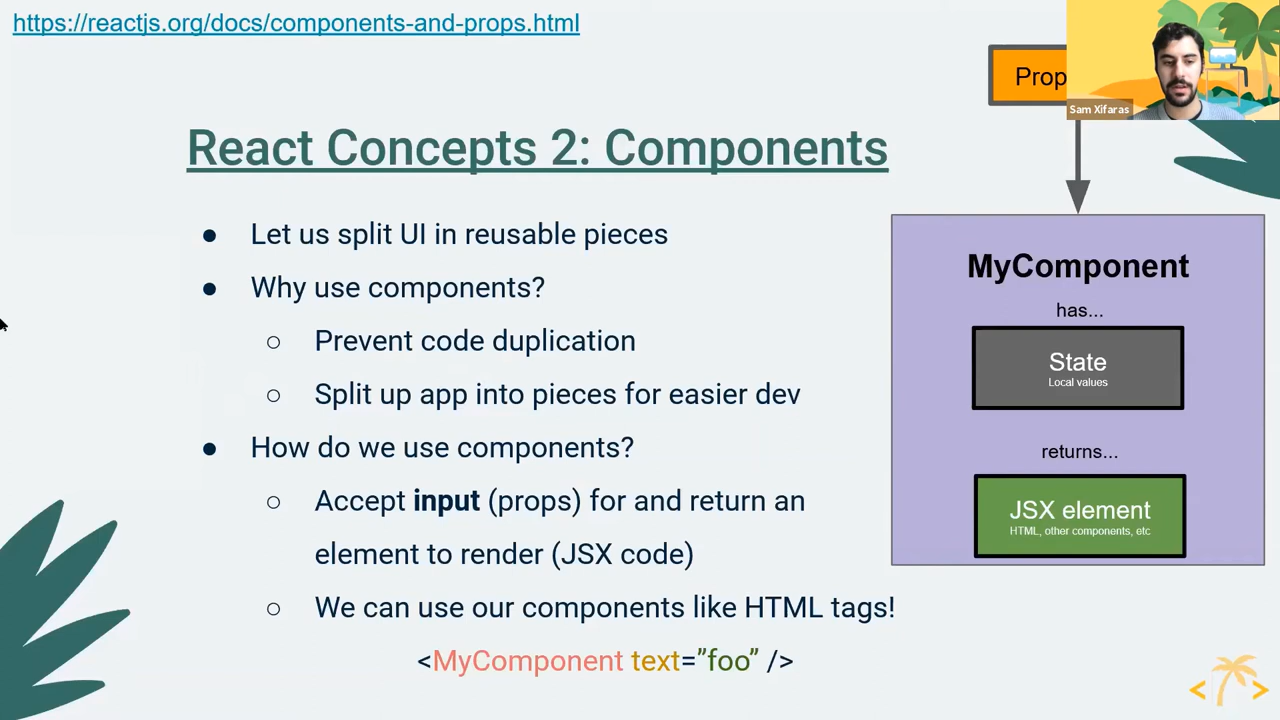 https://reactjs.org/docs/components-and-props.html
Prop
Sam Xifaras
React Concepts 2: Components
● Let us split UI in reusable pieces
● Why use components?
○ Prevent code duplication
○ Split up app into pieces for easier dev
● How do we use components?
○ Accept input (props) for and return an
element to render (JSX code)
○ We can use our components like HTML tags!
<MyComponent text=”foo” />
MyComponent
has...
State
Local values
returns...
JSX element
HTML, other components, etc
< >